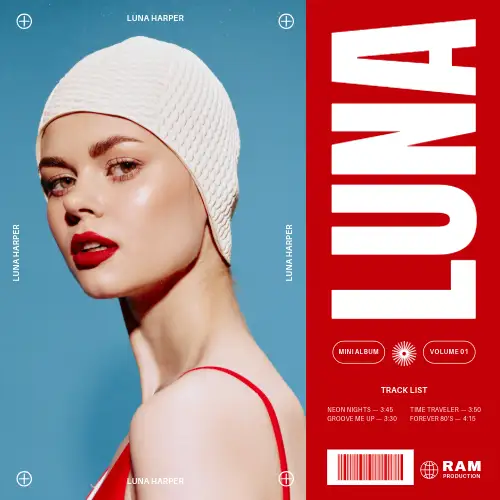 LUNA HARPER
LUNA HARPER
LUNA HARPER
LUNA HARPER
LUNA
MINI ALBUM
VOLUME 01
TRACK LIST
NEON NIGHTS — 3:45
TIME TRAVELER — 3:50
GROOVE ME UP — 3:30
FOREVER 80'S — 4:15
RAM
PRODUCTION